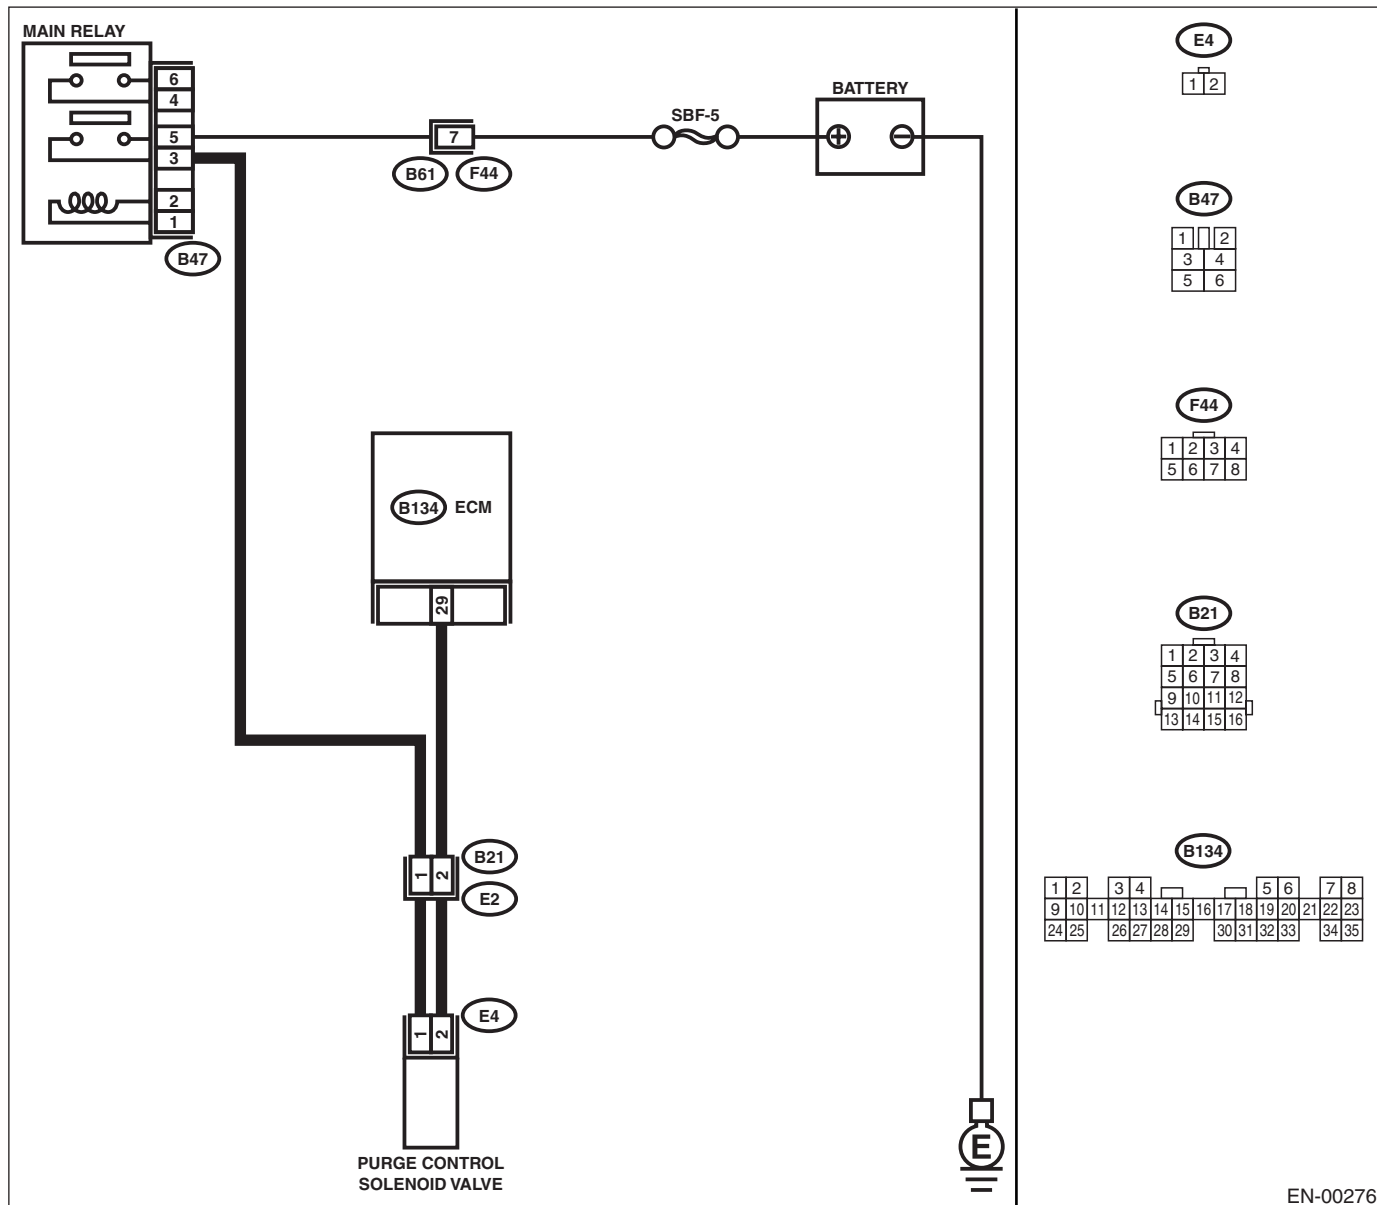 MAIN RELAY
6
4
5
3
2
1
B47
7
B61 F44
SBF-5
BATTERY
B134 ECM
29
1 2
B21
E2
1 2
E4
PURGE CONTROL
SOLENOID VALVE
E
E4
1 2
B47
1 2
3 4
5 6
F44
1 2 3 4
5 6 7 8
B21
1 2 3 4
5 6 7 8
9 10 11 12
13 14 15 16
B134
1 2 3 4 5 6 7 8
9 10 11 12 13 14 15 16 17 18 19 20 21 22 23
24 25 26 27 28 29 30 31 32 33 34 35
EN-00276